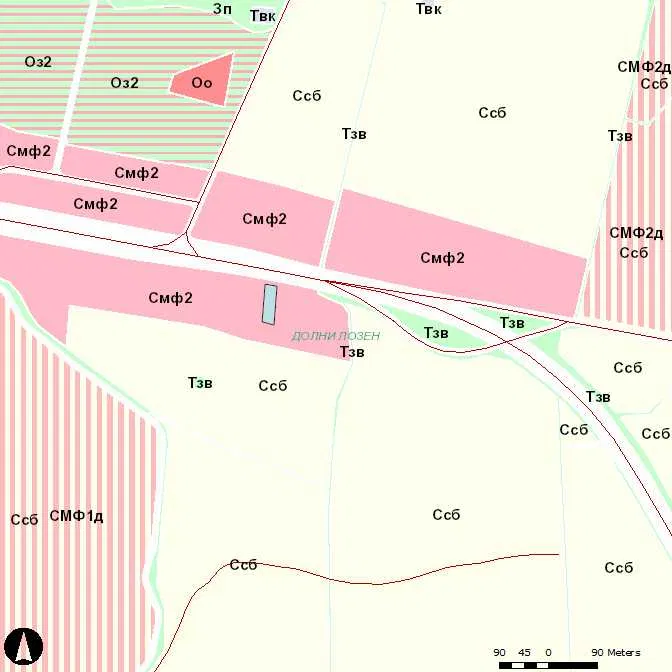 Зп
Твк
Твк
Оз2
Оз2
Оо
Ссб
Ссб
СМФ2д
Ссб
Тзв
Тзв
Смф2
Смф2
Смф2
Смф2
Смф2
СМФ2д
Ссб
Смф2
Тзв
Тзв
ДОЛНИ ЛОЗЕН
Тзв
Тзв
Ссб
Ссб
Тзв
Ссб
Ссб
Ссб
СМФ1д
Ссб
Ссб
Ссб
90 45 0 90 Meters